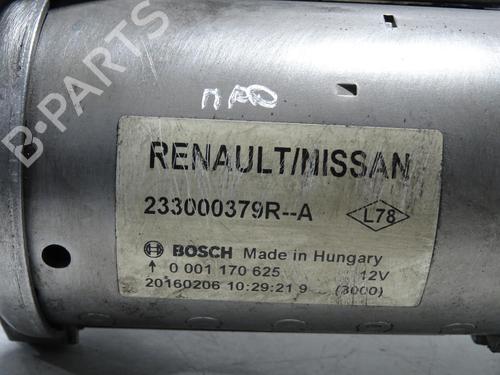 RENAULT/NISSAN
233000379R--A
L78
BOSCH Made in Hungary
↑ 0 001 170 625 12V
20160206 10:29:21 9 (3000)